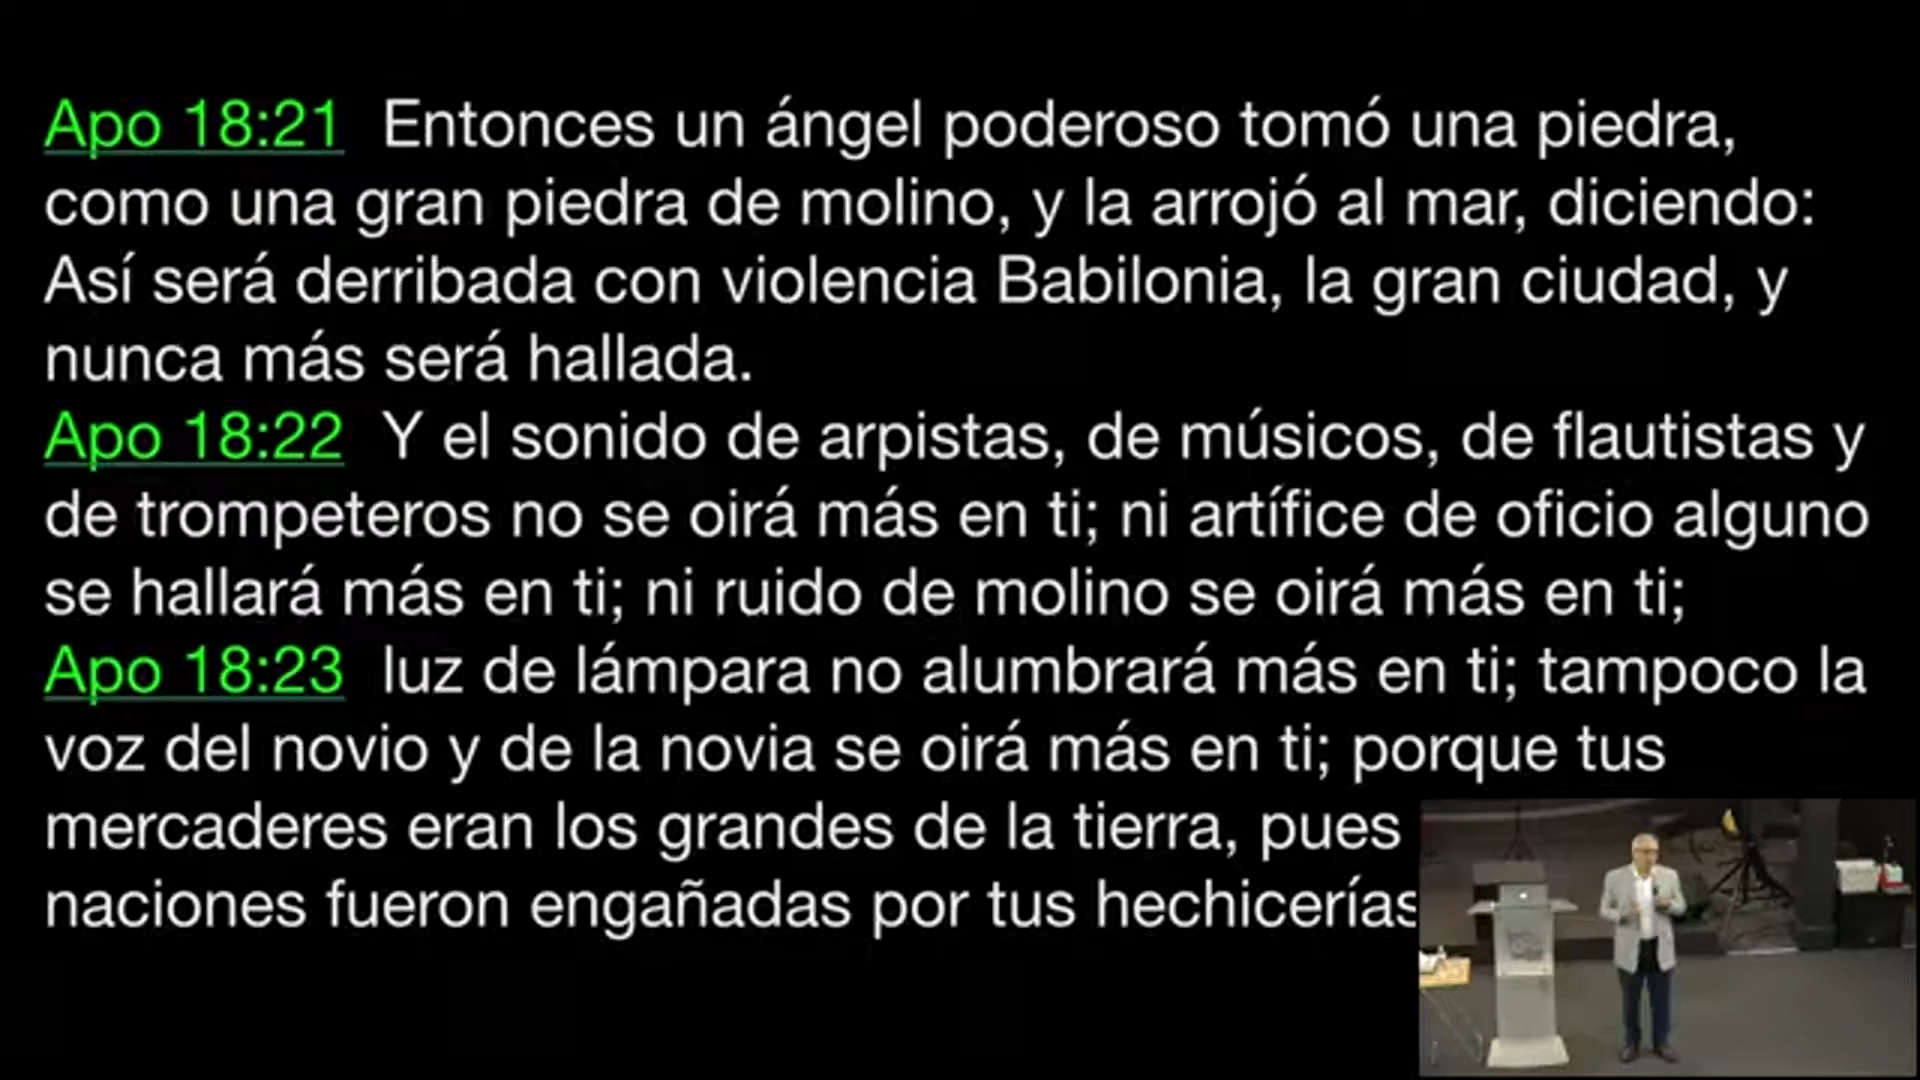 Apo 18:21 Entonces un ángel poderoso tomó una piedra,
como una gran piedra de molino, y la arrojó al mar, diciendo:
Así será derribada con violencia Babilonia, la gran ciudad, y
nunca más será hallada.
Apo 18:22 Y el sonido de arpistas, de músicos, de flautistas y
de trompeteros no se oirá más en ti; ni artífice de oficio alguno
se hallará más en ti; ni ruido de molino se oirá más en ti;
Apo 18:23 luz de lámpara no alumbrará más en ti; tampoco la
voz del novio y de la novia se oirá más en ti; porque tus
mercaderes eran los grandes de la tierra, pues
naciones fueron engañadas por tus hechicerías